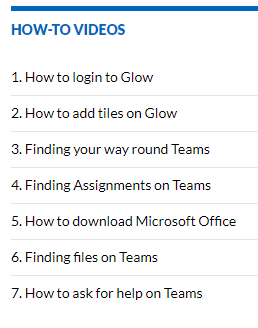 HOW-TO VIDEOS
1. How to login to Glow
2. How to add tiles on Glow
3. Finding your way round Teams
4. Finding Assignments on Teams
5. How to download Microsoft Office
6. Finding files on Teams
7. How to ask for help on Teams